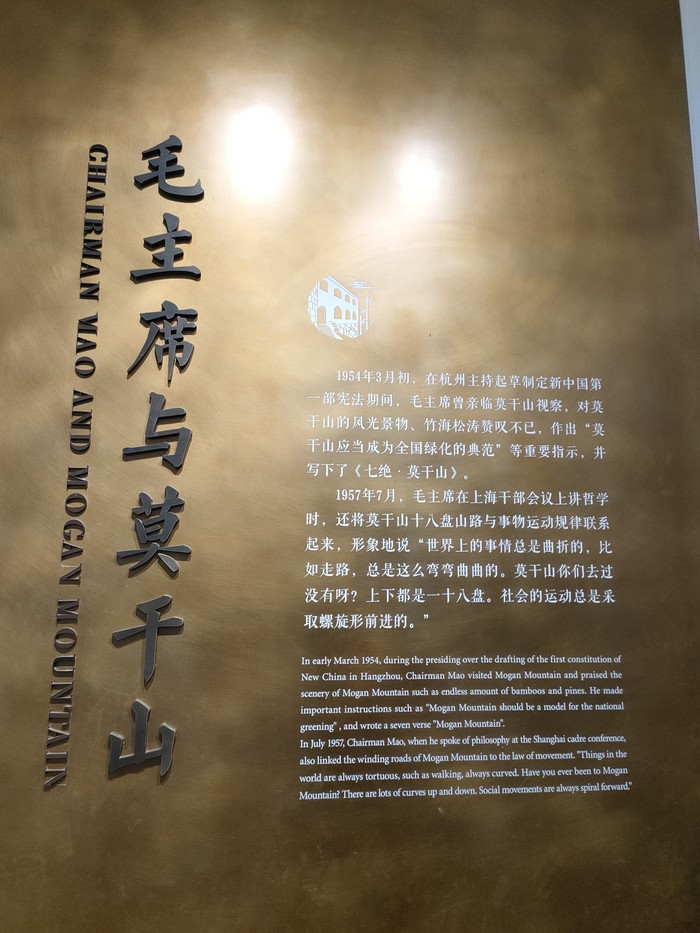 毛主席与莫干山
CHAIRMAN MAO AND MOGAN MOUNTAIN
1954年3月初，在杭州主持起草制定新中国第
一部宪法期间，毛主席曾亲临莫干山视察，对莫
干山的风光景物、竹海松涛赞叹不已，作出“莫
干山应当成为全国绿化的典范”等重要指示，并
写下了《七绝·莫干山》。
1957年7月，毛主席在上海干部会议上讲哲学
时，还将莫干山十八盘山路与事物运动规律联系
起来，形象地说“世界上的事情总是曲折的，比
如走路，总是这么弯弯曲曲的。莫干山你们去过
没有呀？上下都是一十八盘。社会的运动总是采
取螺旋形前进的。”
In early March 1954, during the presiding over the drafting of the first constitution of
New China in Hangzhou, Chairman Mao visited Mogan Mountain and praised the
scenery of Mogan Mountain such as endless amount of bamboos and pines. He made
important instructions such as "Mogan Mountain should be a model for the national
greening" , and wrote a seven verse "Mogan Mountain".
In July 1957, Chairman Mao, when he spoke of philosophy at the Shanghai cadre conference,
also linked the winding roads of Mogan Mountain to the law of movement. "Things in the
world are always tortuous, such as walking, always curved. Have you ever been to Mogan
Mountain? There are lots of curves up and down. Social movements are always spiral forward."